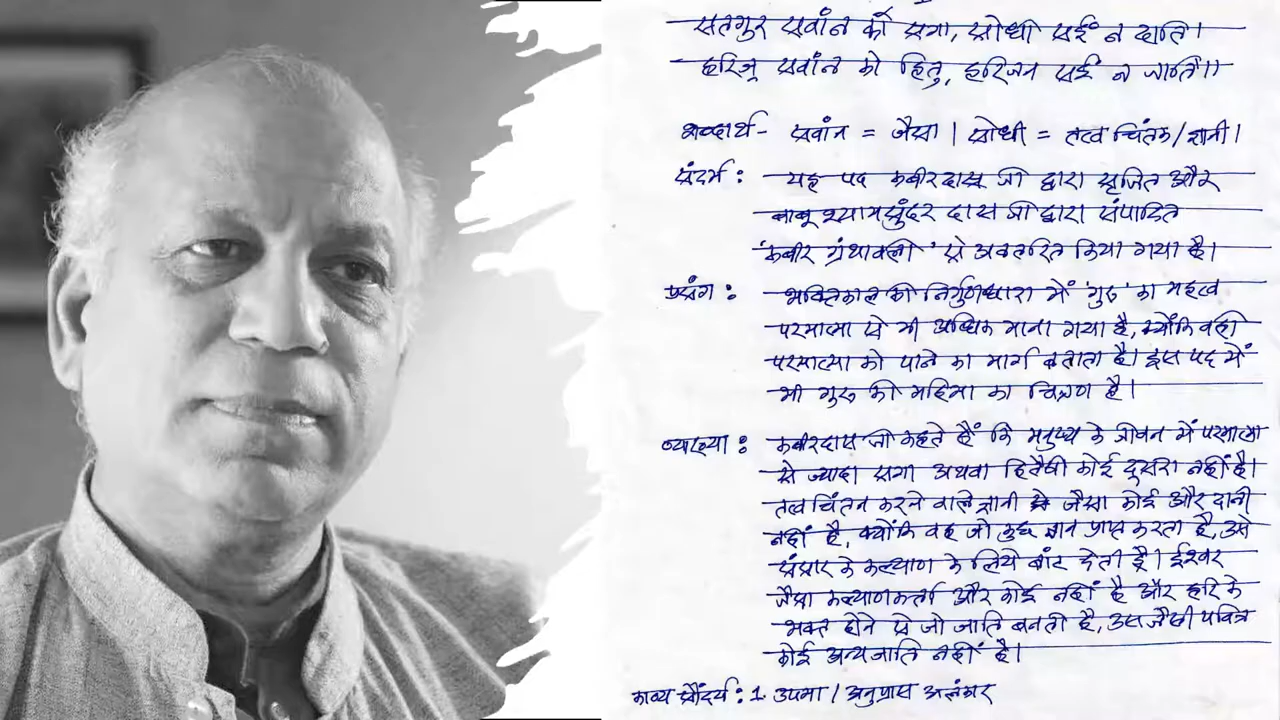 सतगुर सवांन को सगा, सोधी सईं न दाति।
हरिजू सवांन को हितु, हरिजन सईं न जाति।।
शब्दार्थ - सवांन = जैसा । सोधी = तत्व चिंतक/ज्ञानी।
संदर्भ : यह पद कबीरदास जी द्वारा सृजित और
बाबू श्यामसुंदर दास जी द्वारा संपादित
'कबीर ग्रंथावली' से अवतरित किया गया है।
प्रसंग : भक्तिकाल की निर्गुणधारा में 'गुरु' का महत्व
परमात्मा से भी अधिक माना गया है, क्योंकि वही
परमात्मा को पाने का मार्ग बताता है। इस पद में
भी गुरु की महिमा का चित्रण है।
व्याख्या : कबीरदास जी कहते हैं कि मनुष्य के जीवन में परमात्मा
से ज्यादा सगा अथवा हितैषी कोई दूसरा नहीं है।
तत्व चिंतन करने वाले ज्ञानी जैसा कोई और दानी
नहीं है, क्योंकि वह जो कुछ ज्ञान प्राप्त करता है, उसे
संसार के कल्याण के लिये बांट देती है। ईश्वर
जैसा कल्याणकर्ता और कोई नहीं है और हरि के
भक्त होने से जो जाति बनती है, उस जैसी पवित्र
कोई अन्य जाति नहीं है।
काव्य सौंदर्य : 1. उपमा / अनुप्रास अलंकार